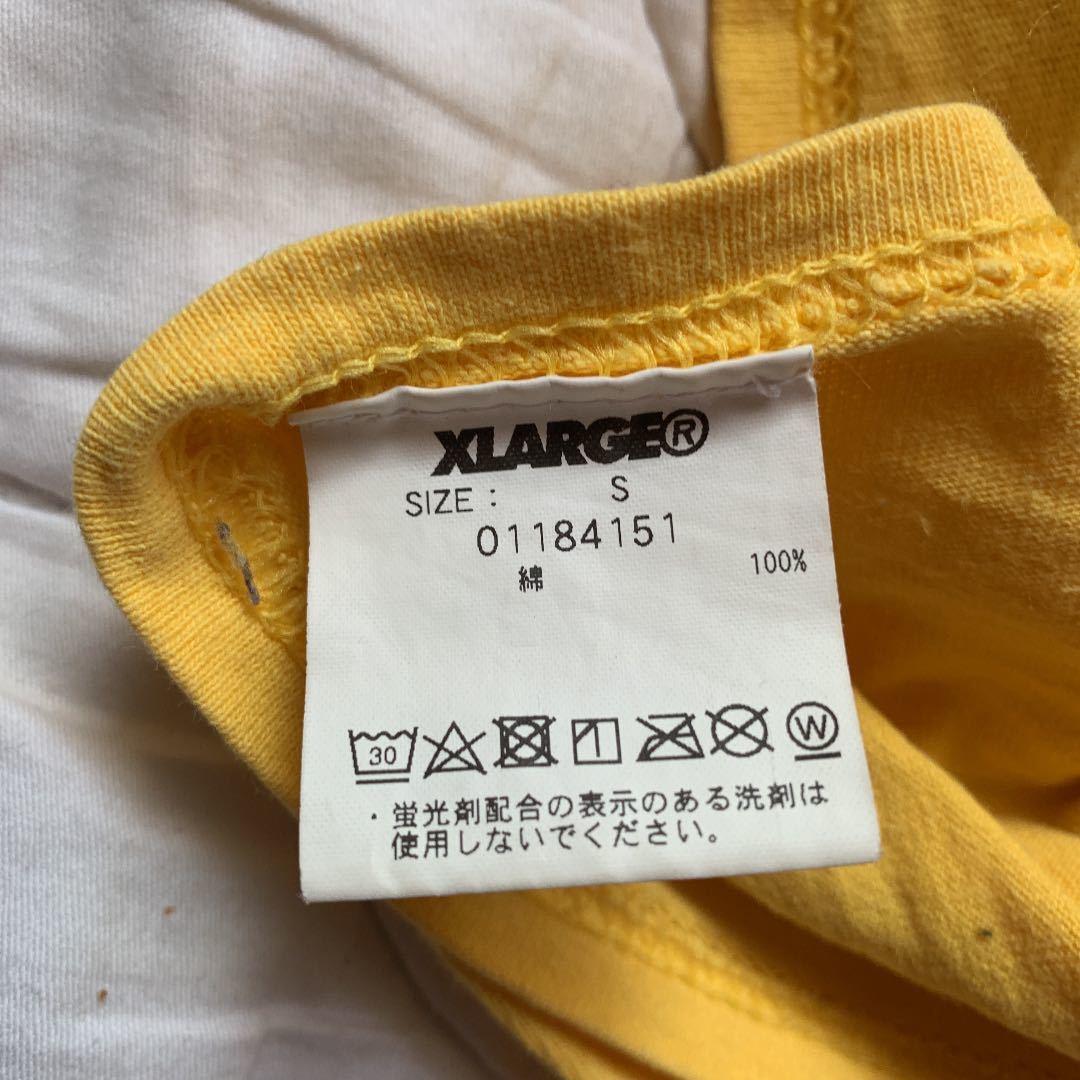 XLARGE®
SIZE : S
01184151
綿 100%
30 W
・蛍光剤配合の表示のある洗剤は
使用しないでください。